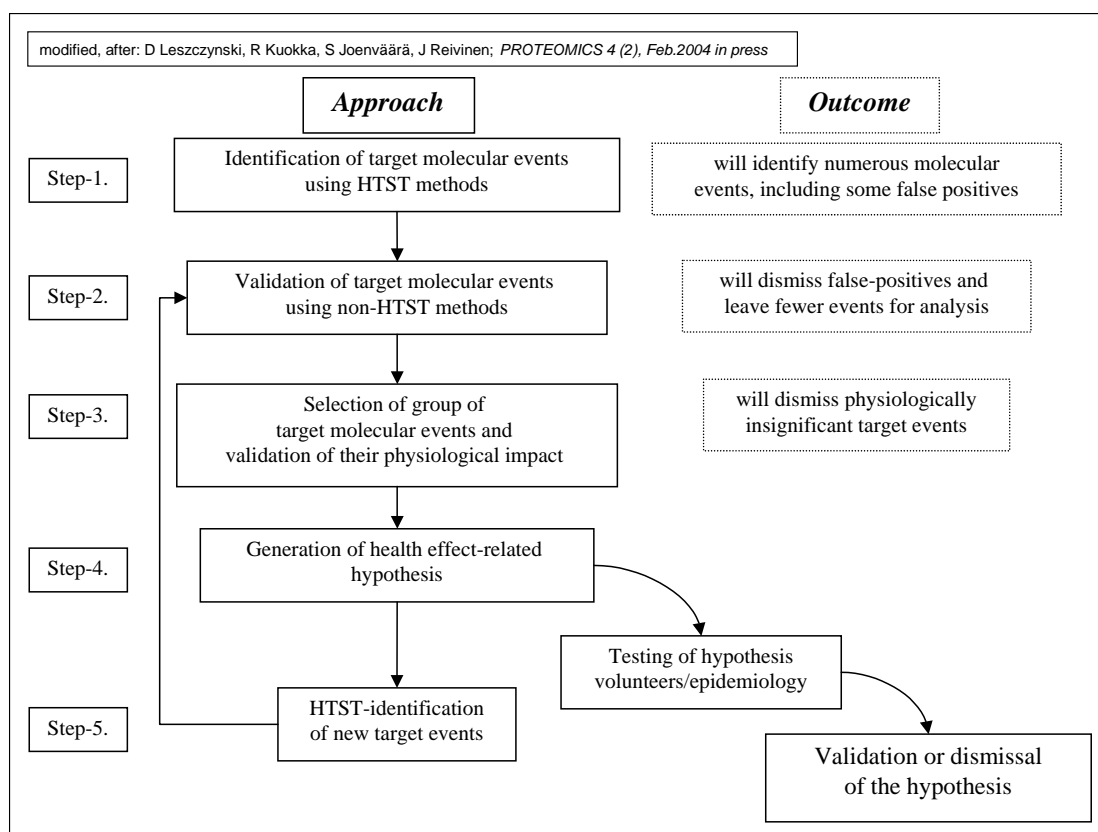 modified, after: D Leszczynski, R Kuokka, S Joenväärä, J Reivinen; PROTEOMICS 4 (2), Feb.2004 in press
Approach
Outcome
Step-1.
Identification of target molecular events
using HTST methods
will identify numerous molecular
events, including some false positives
Step-2.
Validation of target molecular events
using non-HTST methods
will dismiss false-positives and
leave fewer events for analysis
Step-3.
Selection of group of
target molecular events and
validation of their physiological impact
will dismiss physiologically
insignificant target events
Step-4.
Generation of health effect-related
hypothesis
Testing of hypothesis
volunteers/epidemiology
Step-5.
HTST-identification
of new target events
Validation or dismissal
of the hypothesis